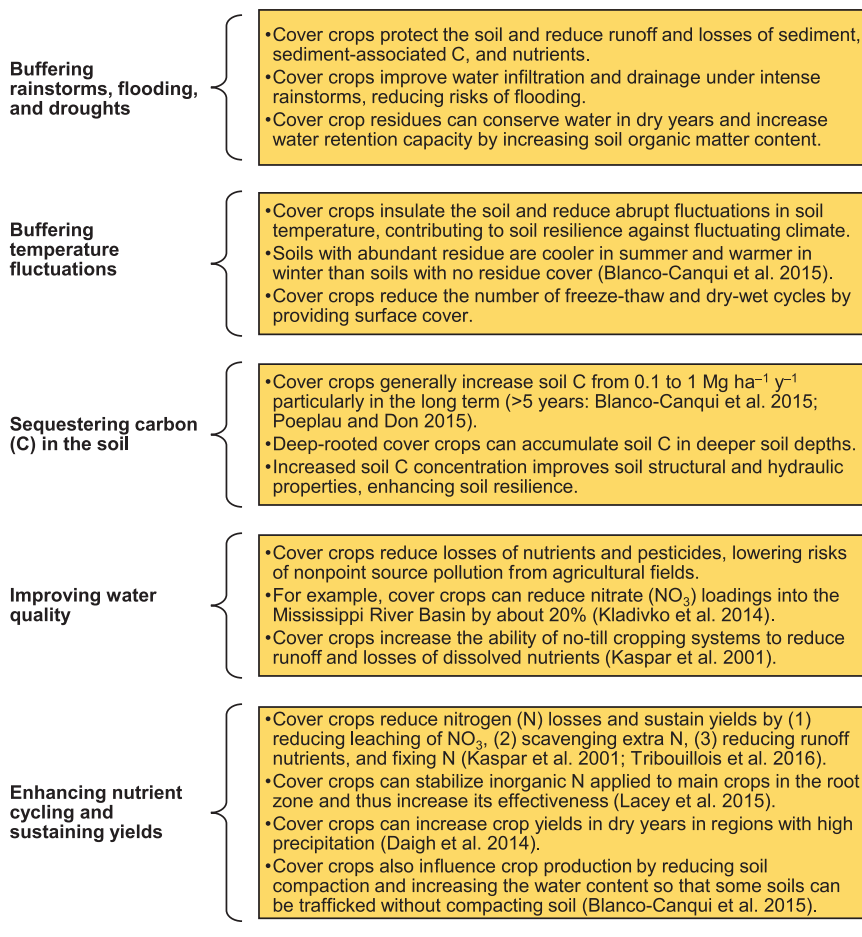 Buffering
rainstorms, flooding,
and droughts
•Cover crops protect the soil and reduce runoff and losses of sediment,
sediment-associated C, and nutrients.
•Cover crops improve water infiltration and drainage under intense
rainstorms, reducing risks of flooding.
•Cover crop residues can conserve water in dry years and increase
water retention capacity by increasing soil organic matter content.
Buffering
temperature
fluctuations
•Cover crops insulate the soil and reduce abrupt fluctuations in soil
temperature, contributing to soil resilience against fluctuating climate.
•Soils with abundant residue are cooler in summer and warmer in
winter than soils with no residue cover (Blanco-Canqui et al. 2015).
•Cover crops reduce the number of freeze-thaw and dry-wet cycles by
providing surface cover.
Sequestering carbon
(C) in the soil
•Cover crops generally increase soil C from 0.1 to 1 Mg ha⁻¹ y⁻¹
particularly in the long term (>5 years: Blanco-Canqui et al. 2015;
Poeplau and Don 2015).
•Deep-rooted cover crops can accumulate soil C in deeper soil depths.
•Increased soil C concentration improves soil structural and hydraulic
properties, enhancing soil resilience.
Improving water
quality
•Cover crops reduce losses of nutrients and pesticides, lowering risks
of nonpoint source pollution from agricultural fields.
•For example, cover crops can reduce nitrate (NO₃) loadings into the
Mississippi River Basin by about 20% (Kladivko et al. 2014).
•Cover crops increase the ability of no-till cropping systems to reduce
runoff and losses of dissolved nutrients (Kaspar et al. 2001).
Enhancing nutrient
cycling and
sustaining yields
•Cover crops reduce nitrogen (N) losses and sustain yields by (1)
reducing leaching of NO₃, (2) scavenging extra N, (3) reducing runoff
nutrients, and fixing N (Kaspar et al. 2001; Tribouillois et al. 2016).
•Cover crops can stabilize inorganic N applied to main crops in the root
zone and thus increase its effectiveness (Lacey et al. 2015).
•Cover crops can increase crop yields in dry years in regions with high
precipitation (Daigh et al. 2014).
•Cover crops also influence crop production by reducing soil
compaction and increasing the water content so that some soils can
be trafficked without compacting soil (Blanco-Canqui et al. 2015).